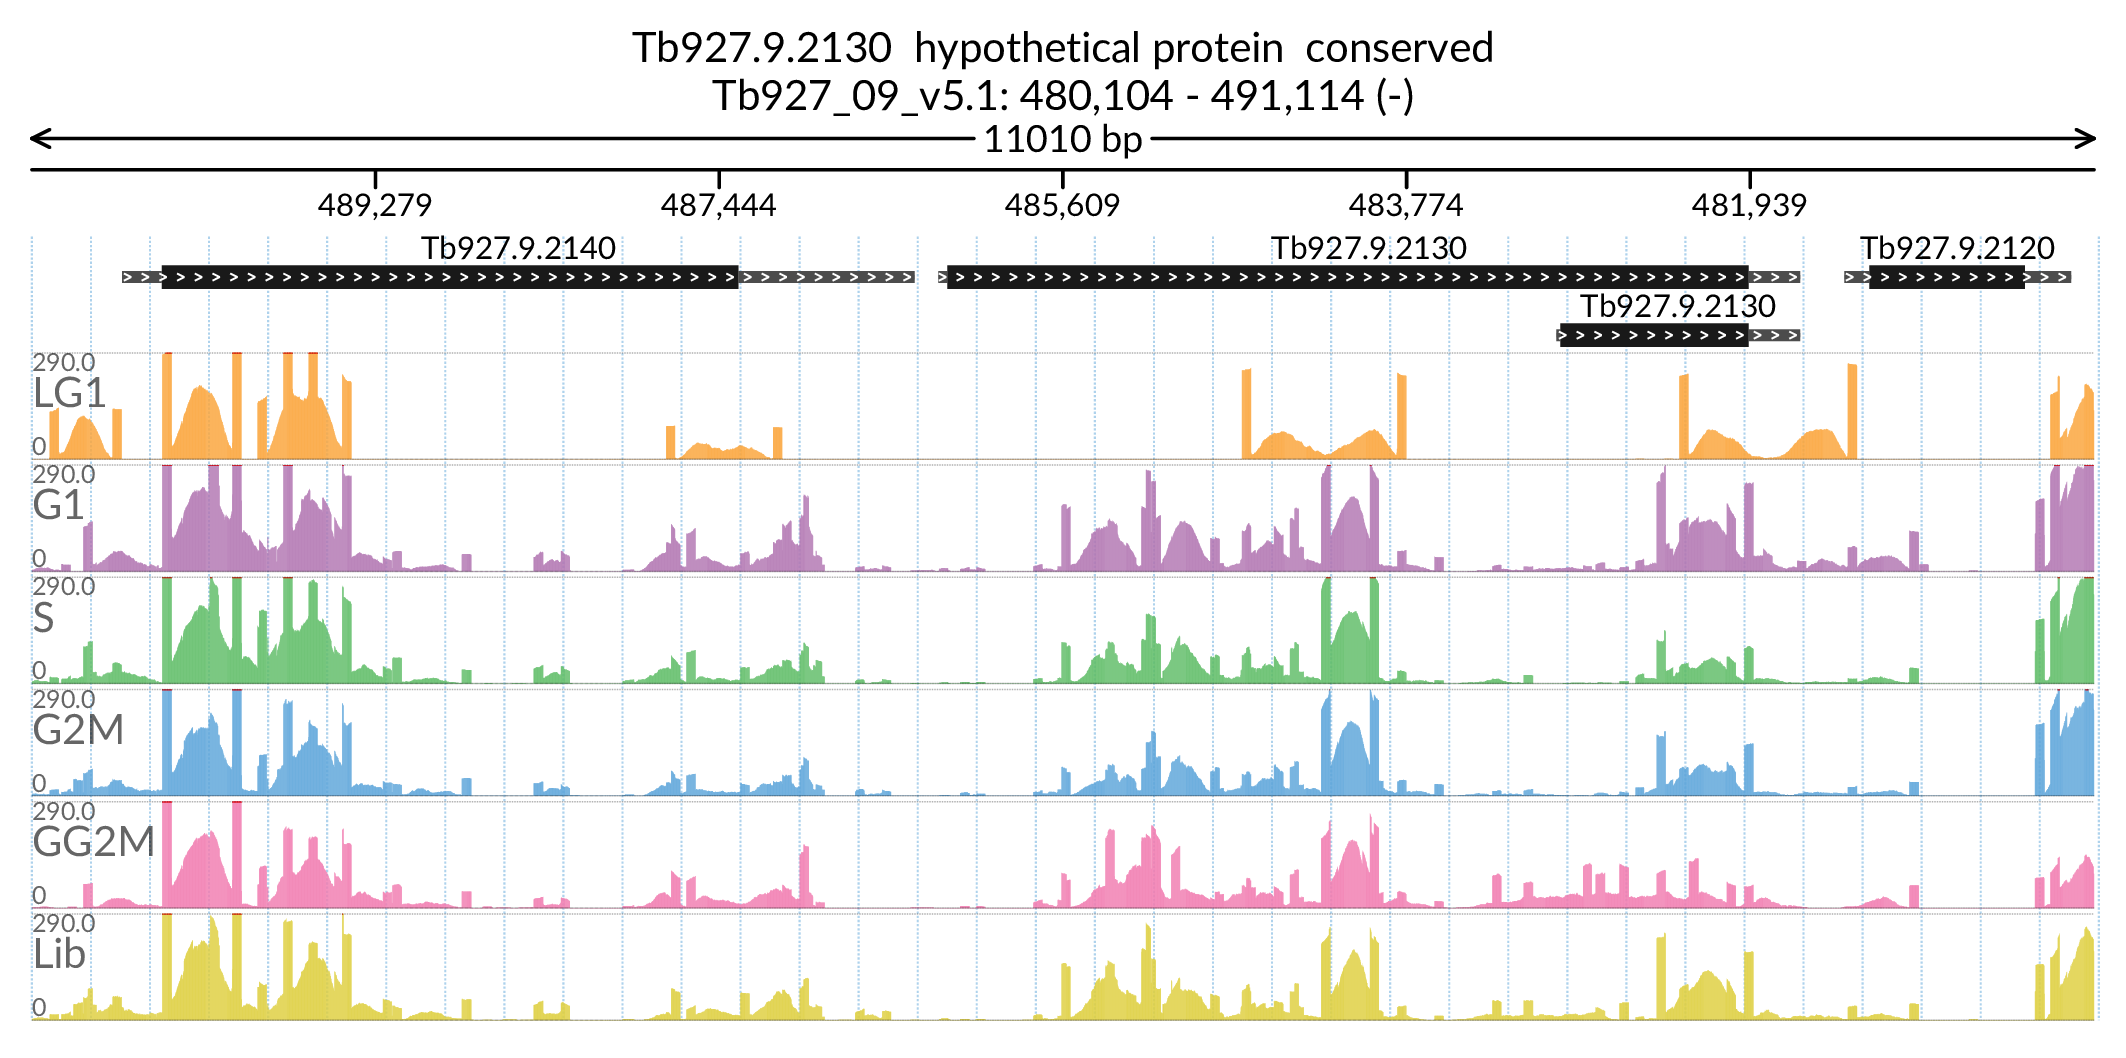 Tb927.9.2130 hypothetical protein conserved
Tb927_09_v5.1: 480,104 - 491,114 (-)
11010 bp
489,279 487,444 485,609 483,774 481,939
Tb927.9.2140 Tb927.9.2130 Tb927.9.2120
Tb927.9.2130
290.0
LG1
0
290.0
G1
0
290.0
S
0
290.0
G2M
0
290.0
GG2M
0
290.0
Lib
0